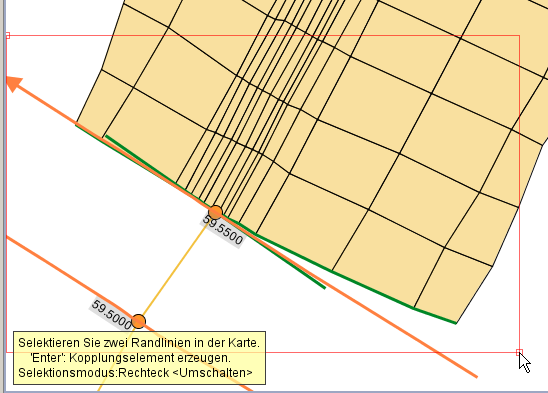 59.5500
59.5000
Selektieren Sie zwei Randlinien in der Karte.
'Enter': Kopplungselement erzeugen.
Selektionsmodus:Rechteck <Umschalten>